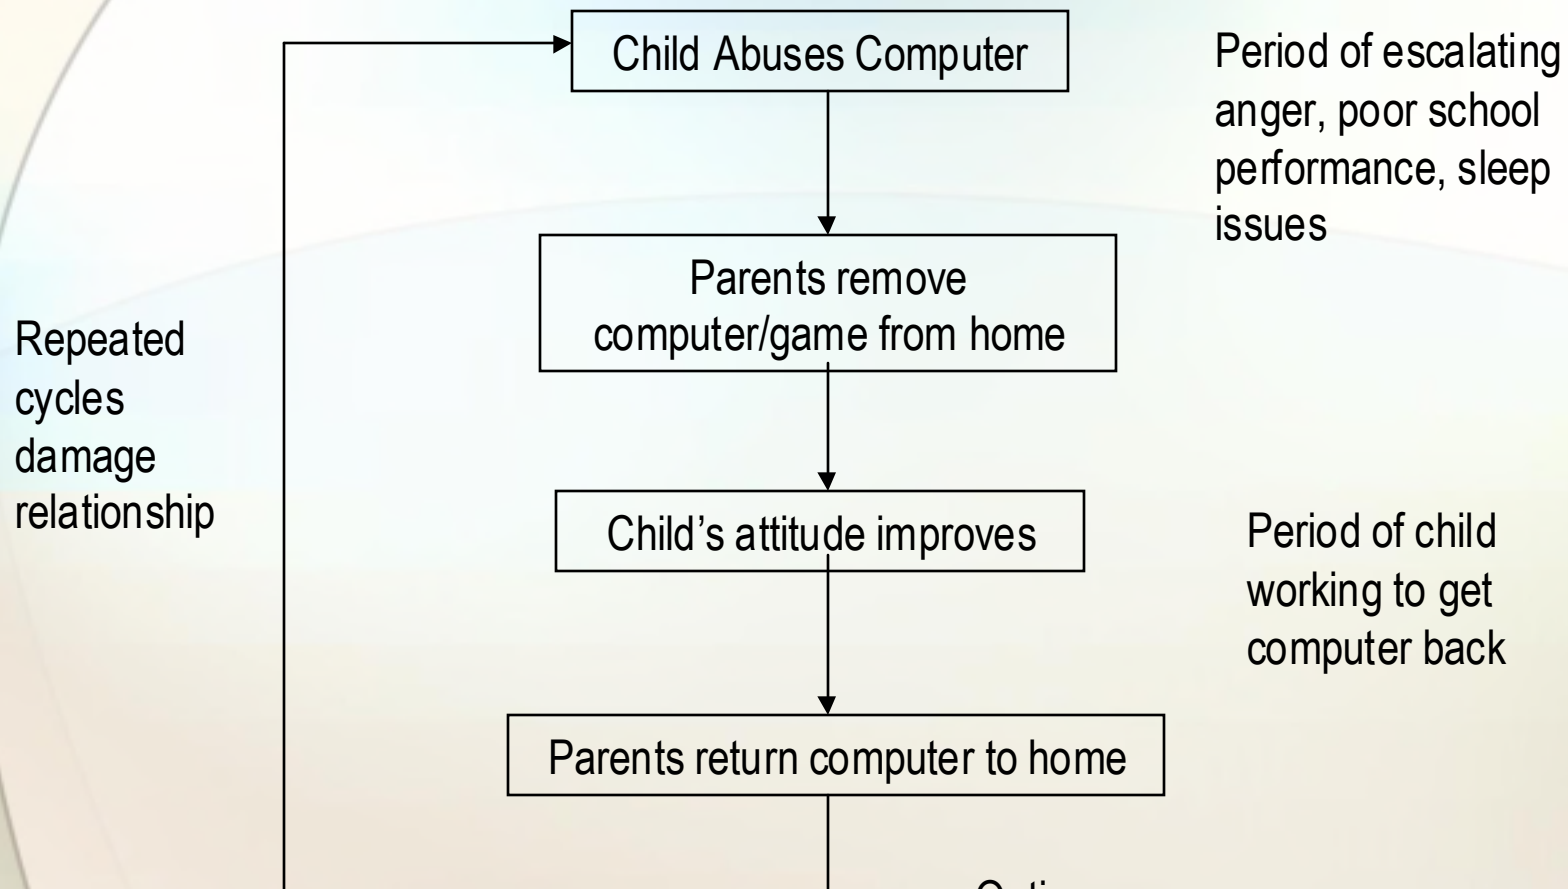 Child Abuses Computer
Period of escalating
anger, poor school
performance, sleep
issues
Parents remove
computer/game from home
Repeated
cycles
damage
relationship
Child’s attitude improves
Period of child
working to get
computer back
Parents return computer to home